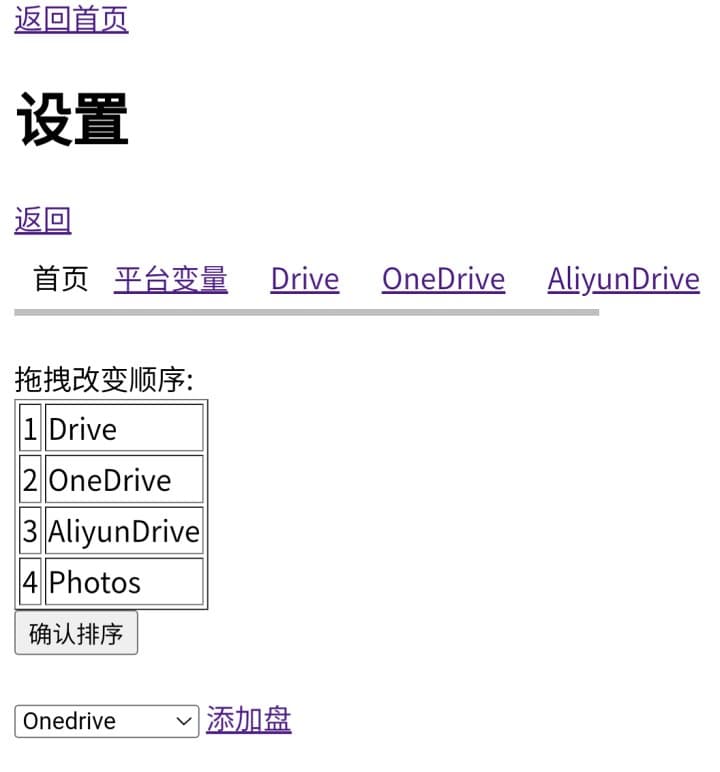 返回首页
设置
返回
首页 平台变量 Drive OneDrive AliyunDrive
拖拽改变顺序:
1 Drive
2 OneDrive
3 AliyunDrive
4 Photos
确认排序
Onedrive 添加盘